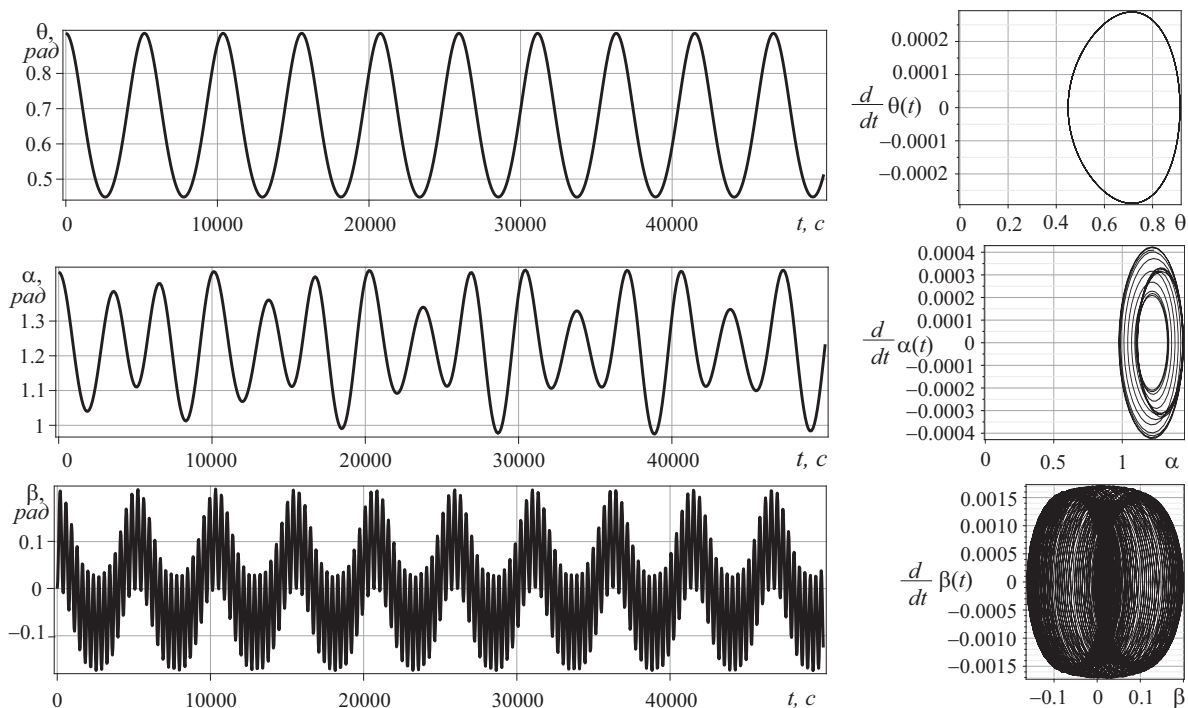 θ,
рад
0.8
0.7
0.6
0.5
0 10000 20000 30000 40000 t, c
0.0002
0.0001
d
dt θ(t) 0
−0.0001
−0.0002
0 0.2 0.4 0.6 0.8 θ
α,
рад
1.3
1.2
1.1
1
0 10000 20000 30000 40000 t, c
0.0004
0.0003
0.0002
0.0001
d
dt α(t) 0
−0.0001
−0.0002
−0.0003
−0.0004
0 0.5 1 α
β,
рад
0.1
0
−0.1
0 10000 20000 30000 40000 t, c
0.0015
0.0010
0.0005
d
dt β(t) 0
−0.0005
−0.0010
−0.0015
−0.1 0 0.1 β